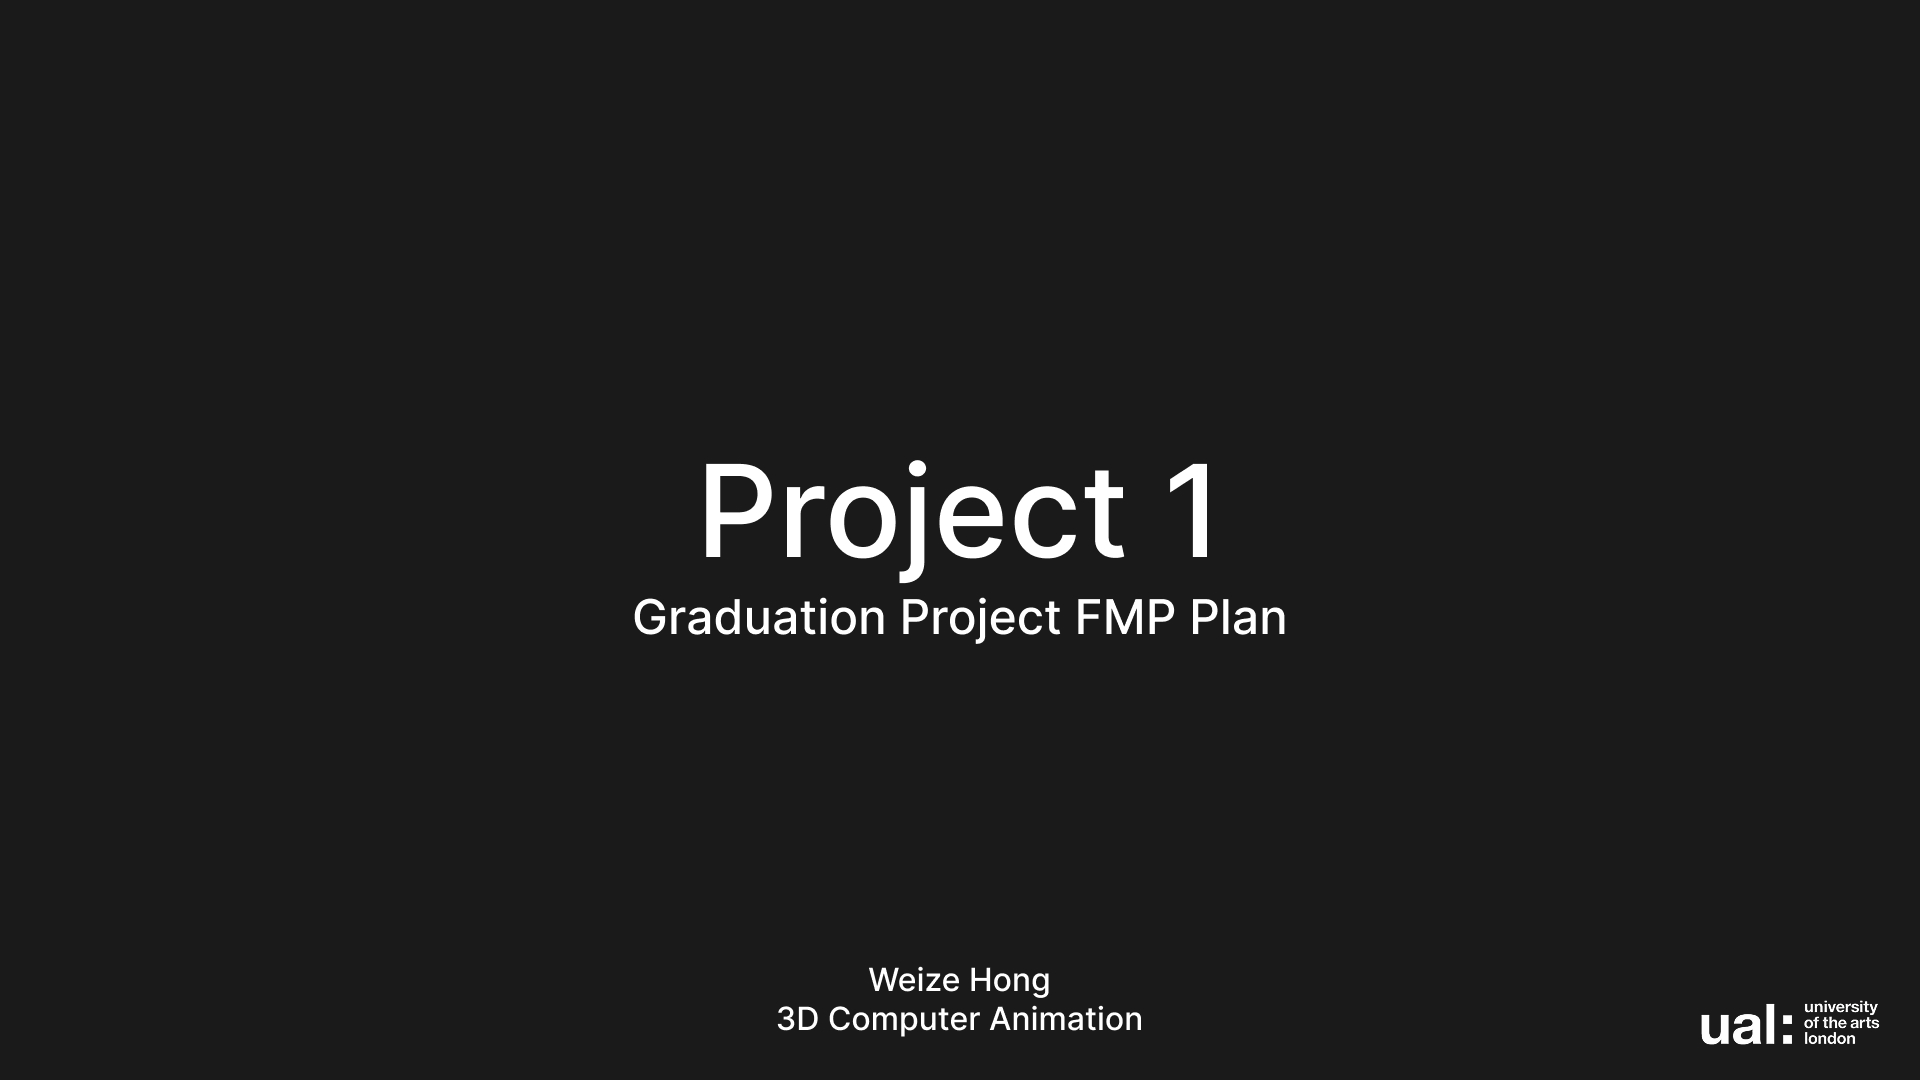 Project 1
Graduation Project FMP Plan
Weize Hong
3D Computer Animation
ual:
university
of the arts
london